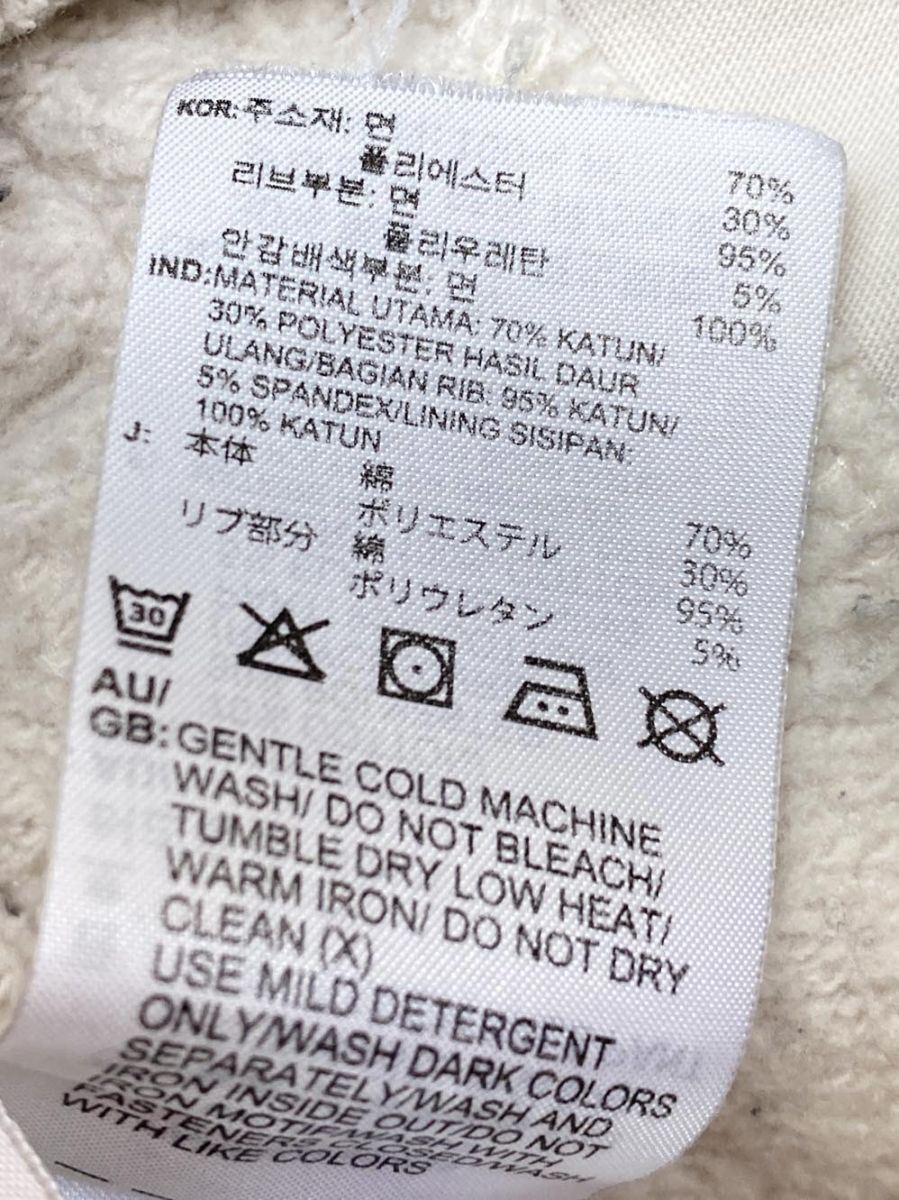 KOR:주소재: 면 70%
폴리에스터 30%
리브부분: 면 95%
폴리우레탄 5%
안감배색부분: 면 100%
IND:MATERIAL UTAMA: 70% KATUN/
30% POLYESTER HASIL DAUR
ULANG/BAGIAN RIB: 95% KATUN/
5% SPANDEX/LINING SISIPAN:
100% KATUN
J: 本体 綿 70%
ポリエステル 30%
リブ部分 綿 95%
ポリウレタン 5%
30
AU/
GB:GENTLE COLD MACHINE
WASH/ DO NOT BLEACH/
TUMBLE DRY LOW HEAT/
WARM IRON/ DO NOT DRY
CLEAN (X)
USE MILD DETERGENT
ONLY/WASH DARK COLORS
SEPARATELY/WASH AND
IRON INSIDE OUT/DO NOT
IRON MOTIF/WASH WITH
FASTENERS CLOSED/WASH
WITH LIKE COLORS